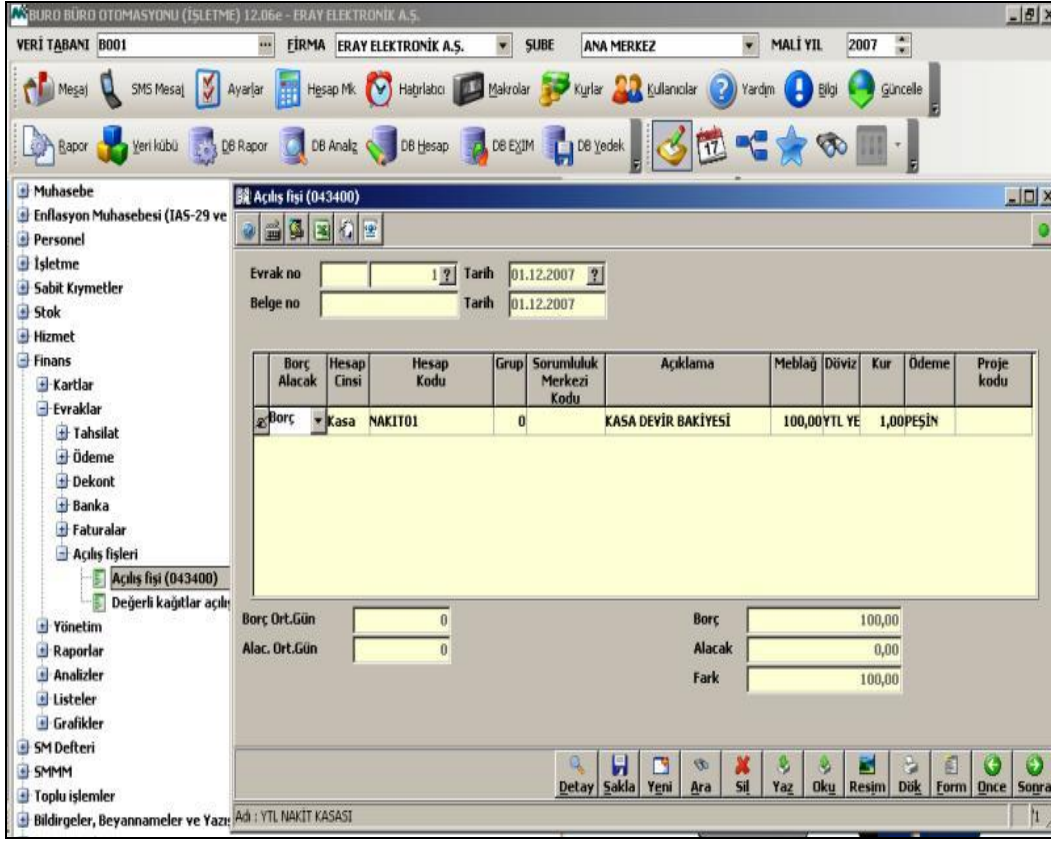 BURO BÜRO OTOMASYONU (İŞLETME) 12.06e - ERAY ELEKTRONİK A.Ş.
VERİ TABANI B001 ... FİRMA ERAY ELEKTRONİK A.Ş. ŞUBE ANA MERKEZ MALİ YIL 2007
Mesaj SMS Mesaj Ayarlar Hesap Mk. Hatırlatıcı Makrolar Kurlar Kullanıcılar Yardım Bilgi Güncelle
Rapor Veri kübü DB Rapor DB Analiz DB Hesap DB EXIM DB Yedek
Muhasebe
Enflasyon Muhasebesi (IAS-29 ve
Personel
İşletme
Sabit Kıymetler
Stok
Hizmet
Finans
Kartlar
Evraklar
Tahsilat
Ödeme
Dekont
Banka
Faturalar
Açılış fişleri
Açılış fişi (043400)
Değerli kağıtlar açılış
Yönetim
Raporlar
Analizler
Listeler
Grafikler
SM Defteri
SMMM
Toplu işlemler
Bildirgeler, Beyannameler ve Yazış
Açılış fişi (043400)
Evrak no 1 ? Tarih 01.12.2007 ?
Belge no Tarih 01.12.2007
Borç Alacak Hesap Cinsi Hesap Kodu Grup Sorumluluk Merkezi Kodu Açıklama Meblağ Döviz Kur Ödeme Proje kodu
Borç Kasa NAKIT01 0 KASA DEVİR BAKİYESİ 100,00 YTL YE 1,00 PEŞİN
Borç Ort.Gün 0 Borç 100,00
Alac. Ort.Gün 0 Alacak 0,00
Fark 100,00
Detay Sakla Yeni Ara Sil Yaz Oku Resim Dök Form Önce Sonra
Adı : YTL NAKİT KASASI 1